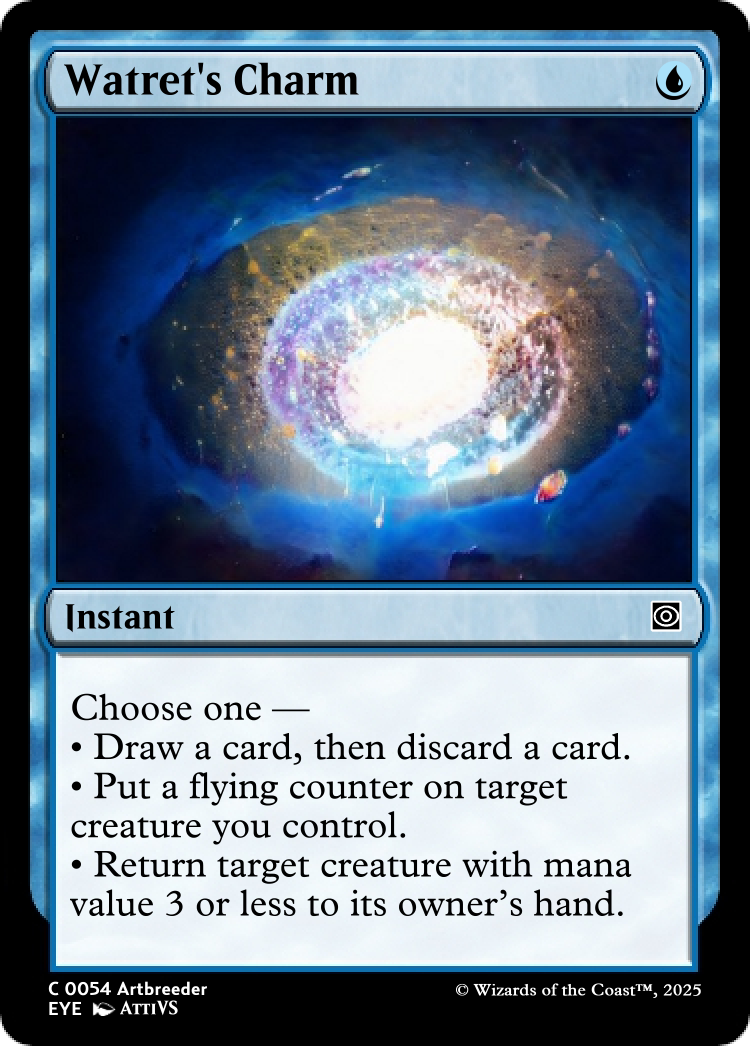 Watret's Charm
Instant
Choose one —
• Draw a card, then discard a card.
• Put a flying counter on target
creature you control.
• Return target creature with mana
value 3 or less to its owner’s hand.
C 0054 Artbreeder
© Wizards of the Coast™, 2025
EYE AttiVS